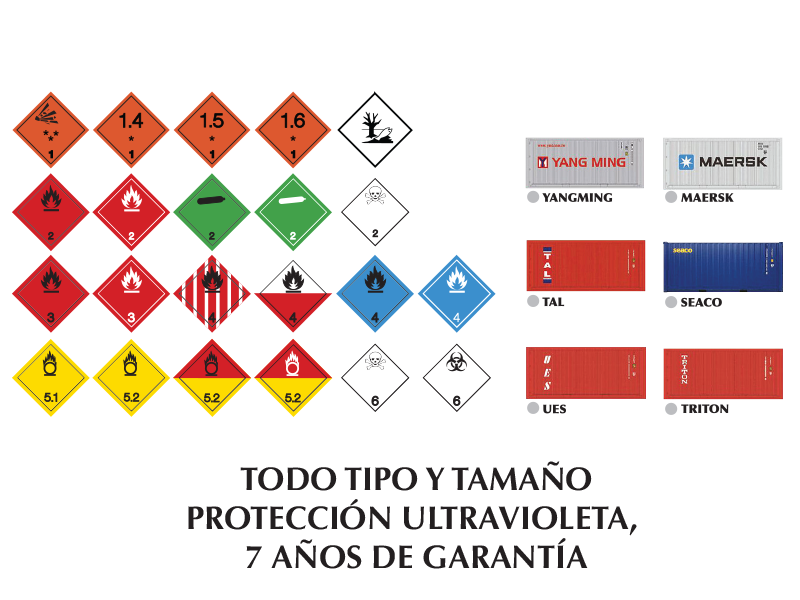 1
1.4
*
1
1.5
*
1
1.6
*
1
2
2
2
2
2
3
3
4
4
4
4
5.1
5.2
5.2
5.2
6
6
YANG MING
YANGMING
MAERSK
MAERSK
TAL
TAL
seaco
SEACO
UES
UES
TRITON
TRITON
TODO TIPO Y TAMAÑO
PROTECCIÓN ULTRAVIOLETA,
7 AÑOS DE GARANTÍA